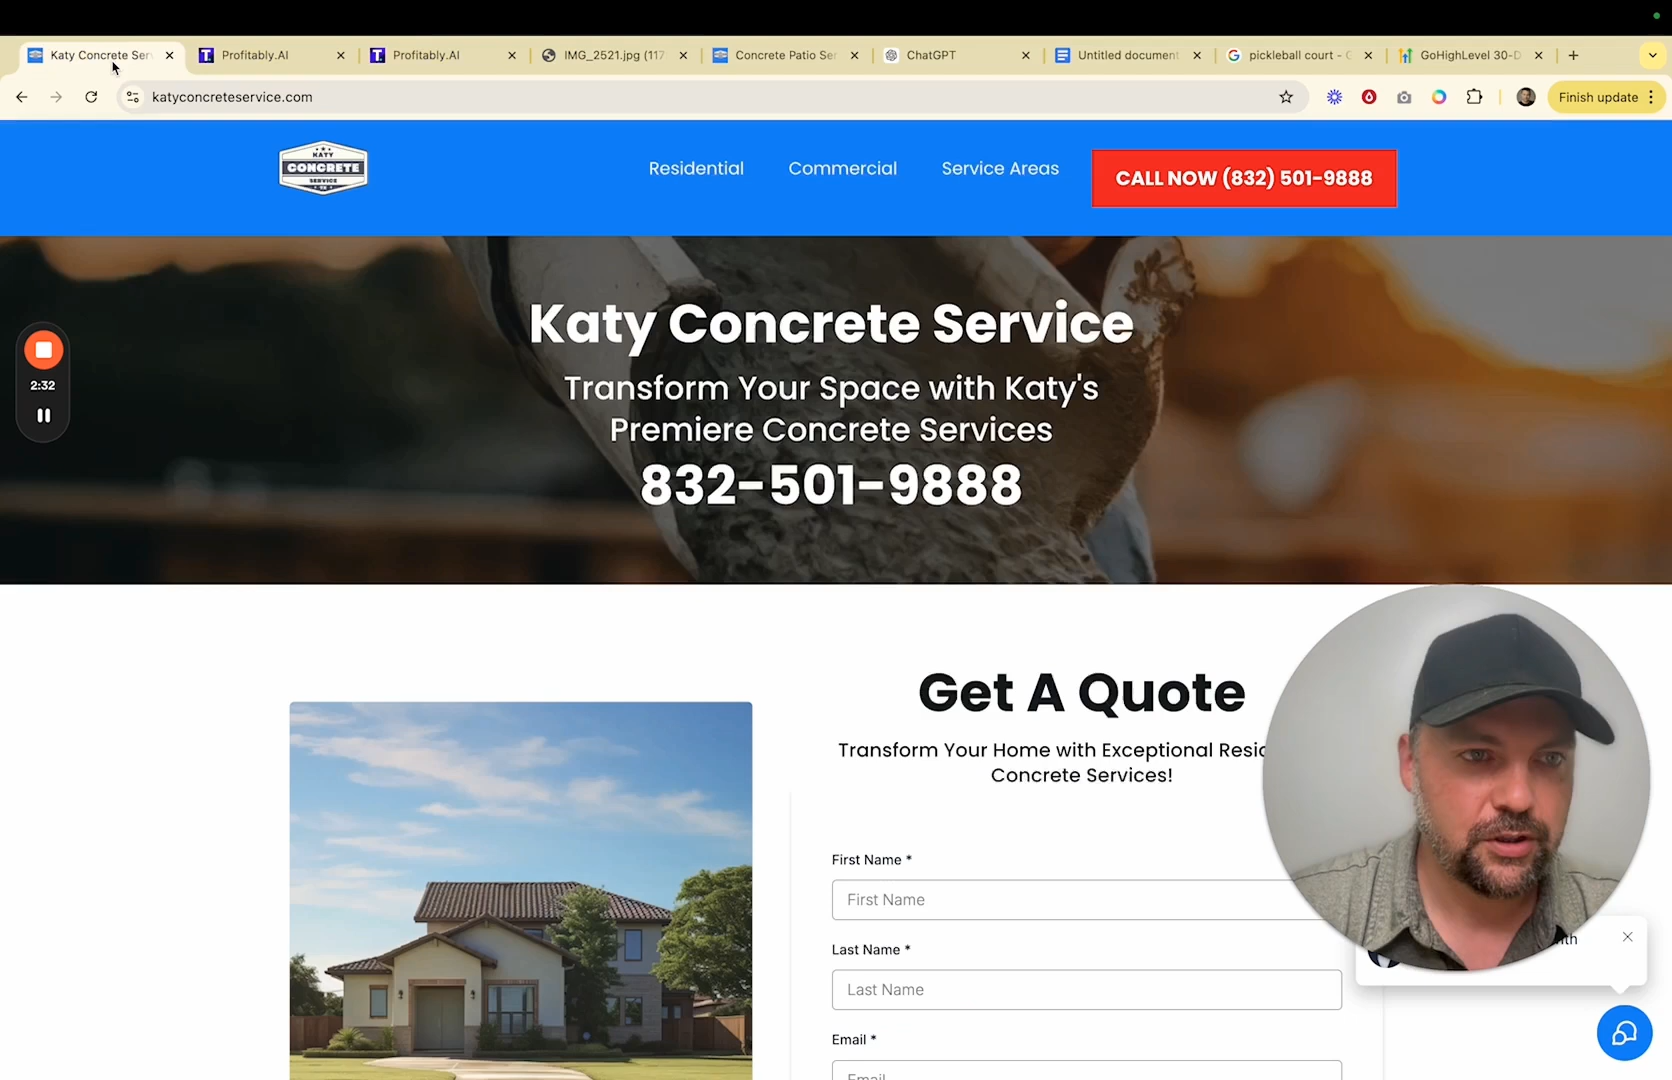 Katy Concrete Ser
Profitably.AI
Profitably.AI
IMG_2521.jpg (117
Concrete Patio Ser
ChatGPT
Untitled document
pickleball court - G
GoHighLevel 30-D
katyconcreteservice.com
Finish update
KATY
CONCRETE
SERVICE
Residential
Commercial
Service Areas
CALL NOW (832) 501-9888
Katy Concrete Service
Transform Your Space with Katy's
Premiere Concrete Services
832-501-9888
2:32
Get A Quote
Transform Your Home with Exceptional
Concrete Services!
First Name *
First Name
Last Name *
Last Name
Email *
Email